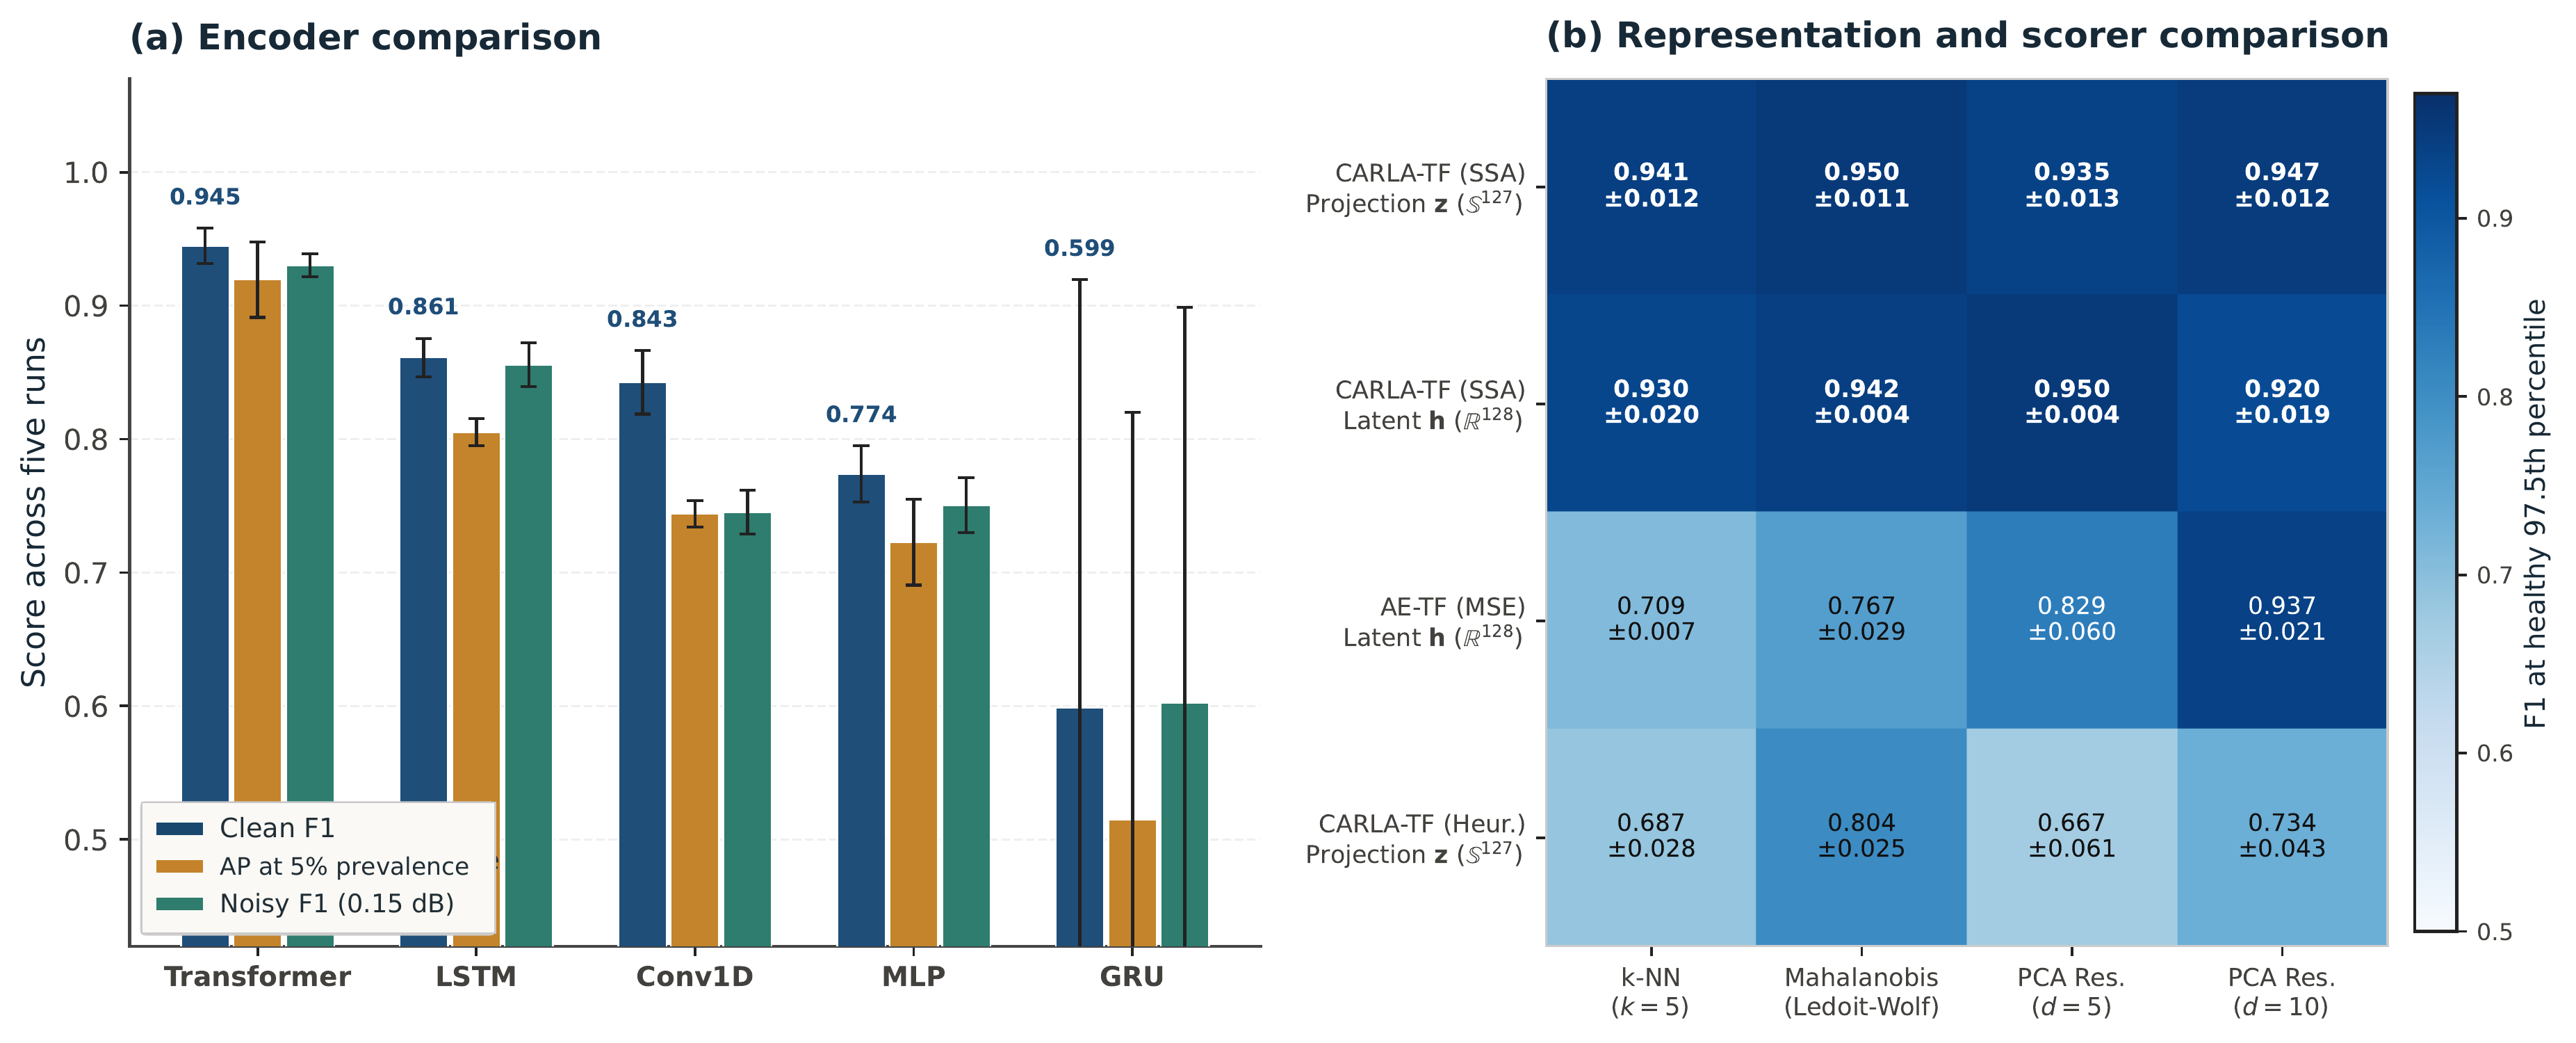 (a) Encoder comparison
Score across five runs
1.0
0.9
0.8
0.7
0.6
0.5
0.945
0.861
0.843
0.774
0.599
Clean F1
AP at 5% prevalence
Noisy F1 (0.15 dB)
Transformer
LSTM
Conv1D
MLP
GRU
(b) Representation and scorer comparison
CARLA-TF (SSA)
Projection z (𝕊¹²⁷)
0.941
±0.012
0.950
±0.011
0.935
±0.013
0.947
±0.012
CARLA-TF (SSA)
Latent h (ℝ¹²⁸)
0.930
±0.020
0.942
±0.004
0.950
±0.004
0.920
±0.019
AE-TF (MSE)
Latent h (ℝ¹²⁸)
0.709
±0.007
0.767
±0.029
0.829
±0.060
0.937
±0.021
CARLA-TF (Heur.)
Projection z (𝕊¹²⁷)
0.687
±0.028
0.804
±0.025
0.667
±0.061
0.734
±0.043
k-NN
(k = 5)
Mahalanobis
(Ledoit-Wolf)
PCA Res.
(d = 5)
PCA Res.
(d = 10)
0.9
0.8
0.7
0.6
0.5
F1 at healthy 97.5th percentile